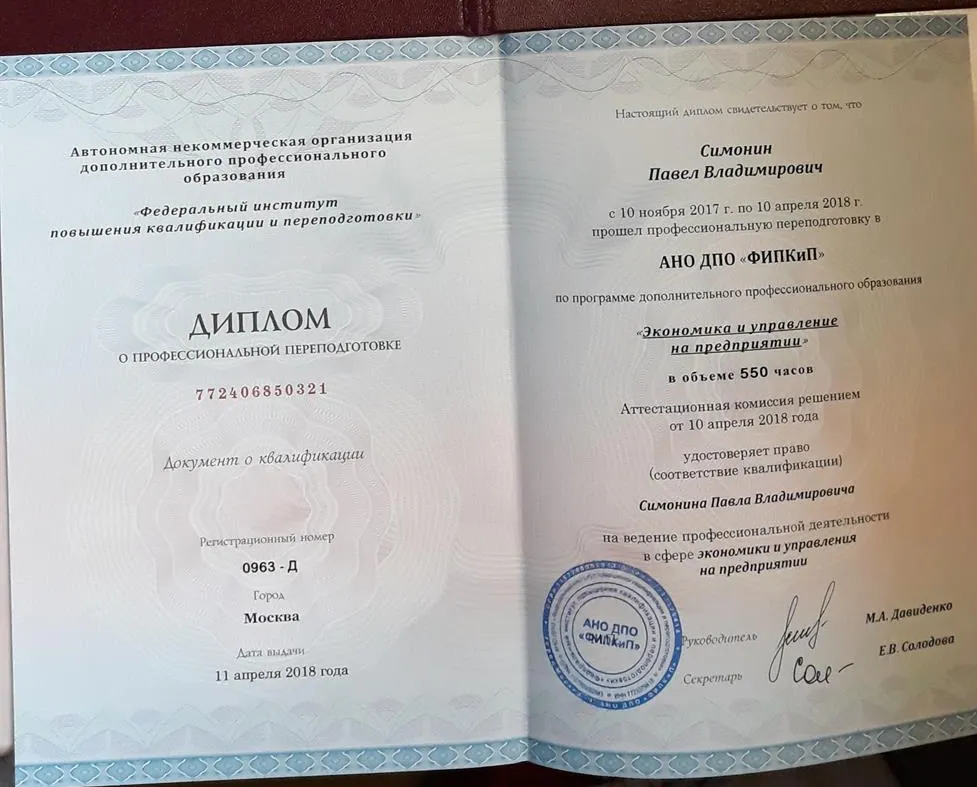 Автономная некоммерческая организация
дополнительного профессионального
образования
«Федеральный институт
повышения квалификации и переподготовки»
ДИПЛОМ
О ПРОФЕССИОНАЛЬНОЙ ПЕРЕПОДГОТОВКЕ
772406850321
Документ о квалификации
Регистрационный номер
0963 - Д
Город
Москва
Дата выдачи
11 апреля 2018 года
Настоящий диплом свидетельствует о том, что
Симонин
Павел Владимирович
с 10 ноября 2017 г. по 10 апреля 2018 г.
прошел профессиональную переподготовку в
АНО ДПО «ФИПКиП»
по программе дополнительного профессионального образования
«Экономика и управление
на предприятии»
в объеме 550 часов
Аттестационная комиссия решением
от 10 апреля 2018 года
удостоверяет право
(соответствие квалификации)
Симонина Павла Владимировича
на ведение профессиональной деятельности
в сфере экономики и управления
на предприятии
АНО ДПО
«ФИПКиП»
Руководитель
М.А. Давиденко
Секретарь
Е.В. Солодова